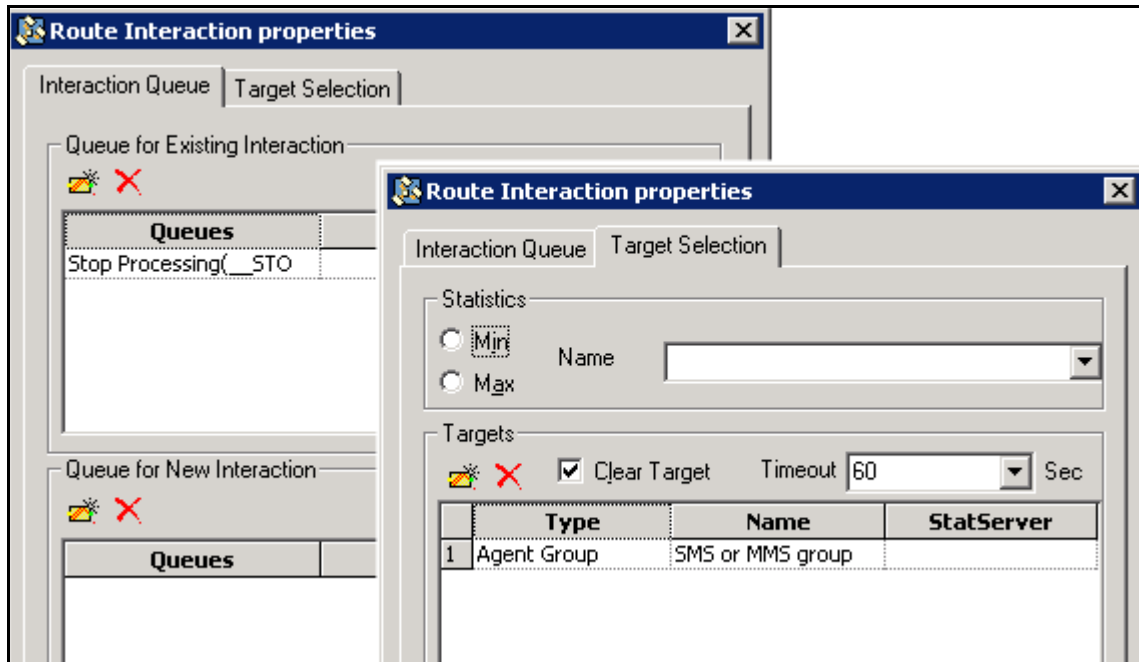 Route Interaction properties
Interaction Queue Target Selection
Queue for Existing Interaction
Queues
Stop Processing(__STO
Queue for New Interaction
Queues
Route Interaction properties
Interaction Queue Target Selection
Statistics
Min
Name
Max
Targets
Clear Target Timeout 60 Sec
Type Name StatServer
1 Agent Group SMS or MMS group